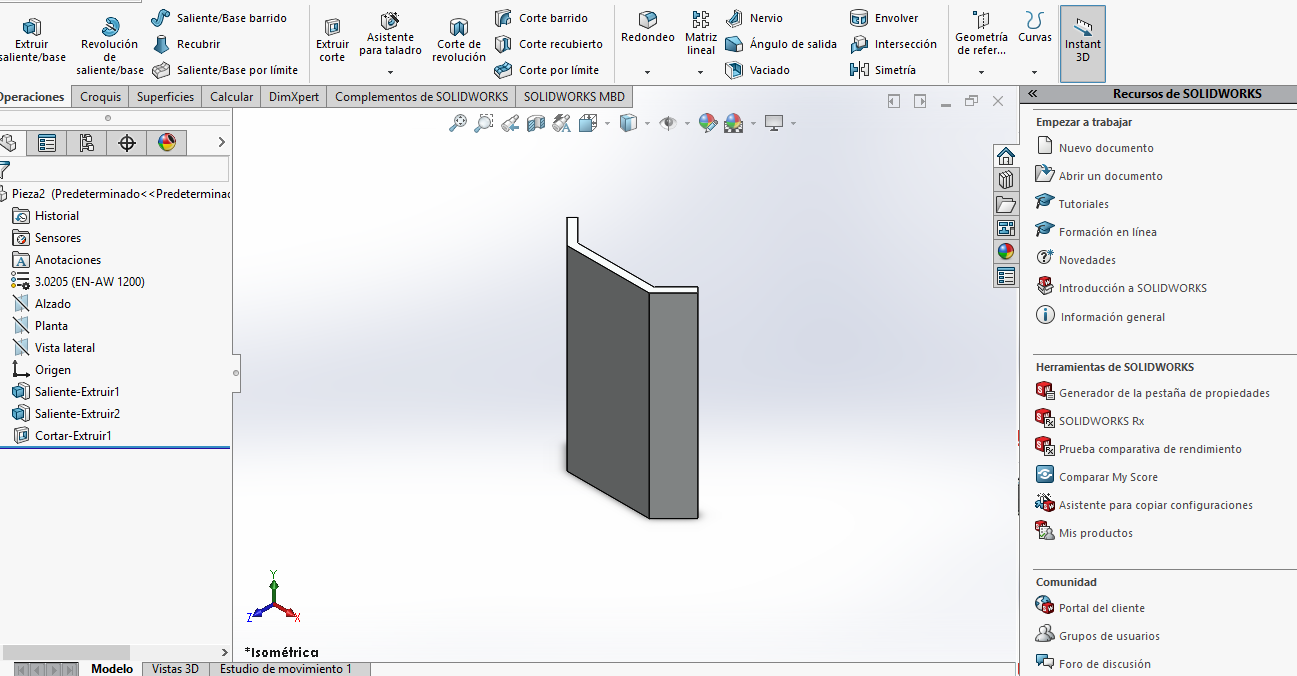 Extruir
saliente/base
Revolución
de
saliente/base
Saliente/Base barrido
Recubrir
Saliente/Base por límite
Extruir
corte
Asistente
para taladro
Corte de
revolución
Corte barrido
Corte recubierto
Corte por límite
Redondeo
Matriz
lineal
Nervio
Ángulo de salida
Vaciado
Envolver
Intersección
Simetría
Geometría
de refer...
Curvas
Instant
3D
Operaciones
Croquis
Superficies
Calcular
DimXpert
Complementos de SOLIDWORKS
SOLIDWORKS MBD
Pieza2 (Predeterminado<<Predeterminad
Historial
Sensores
Anotaciones
3.0205 (EN-AW 1200)
Alzado
Planta
Vista lateral
Origen
Saliente-Extruir1
Saliente-Extruir2
Cortar-Extruir1
Y
Z
X
*Isométrica
Modelo
Vistas 3D
Estudio de movimiento 1
Recursos de SOLIDWORKS
Empezar a trabajar
Nuevo documento
Abrir un documento
Tutoriales
Formación en línea
Novedades
Introducción a SOLIDWORKS
Información general
Herramientas de SOLIDWORKS
Generador de la pestaña de propiedades
SOLIDWORKS Rx
Prueba comparativa de rendimiento
Comparar My Score
Asistente para copiar configuraciones
Mis productos
Comunidad
Portal del cliente
Grupos de usuarios
Foro de discusión